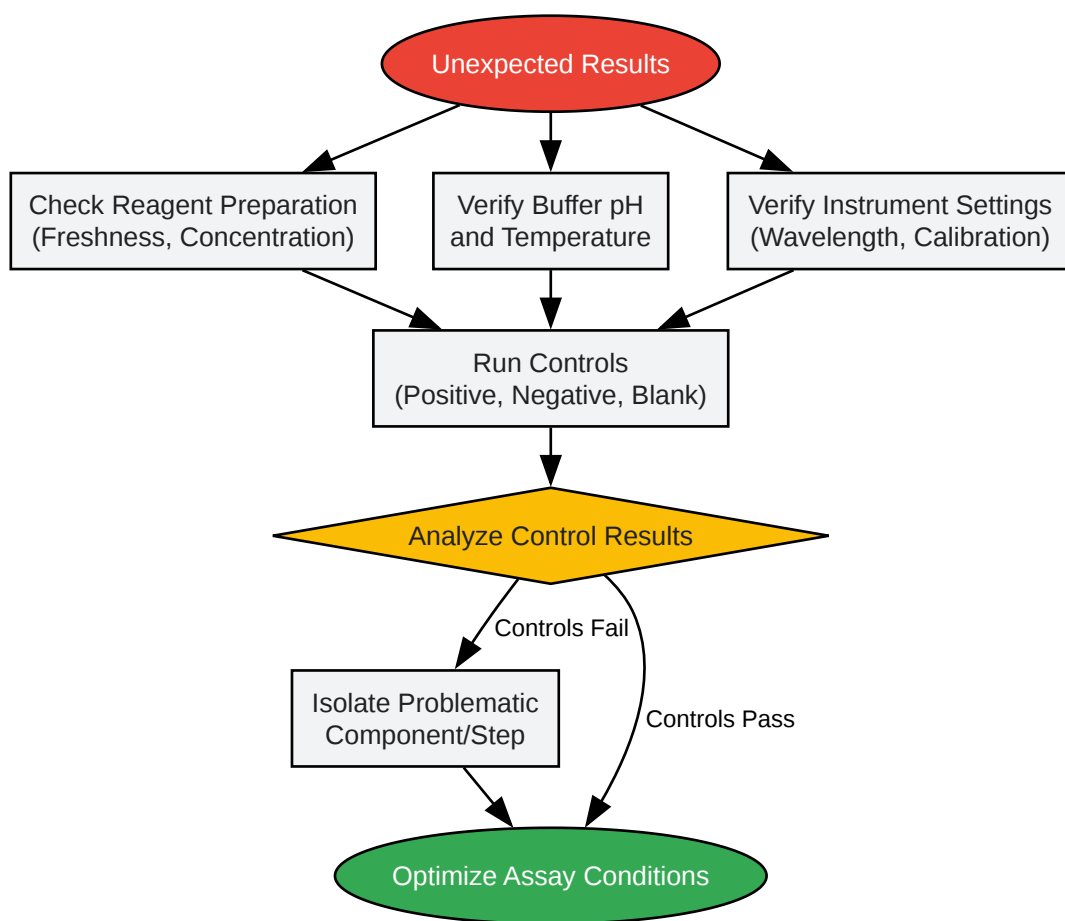 Unexpected Results
Check Reagent Preparation
(Freshness, Concentration)
Verify Buffer pH
and Temperature
Verify Instrument Settings
(Wavelength, Calibration)
Run Controls
(Positive, Negative, Blank)
Analyze Control Results
Controls Fail
Isolate Problematic
Component/Step
Controls Pass
Optimize Assay Conditions